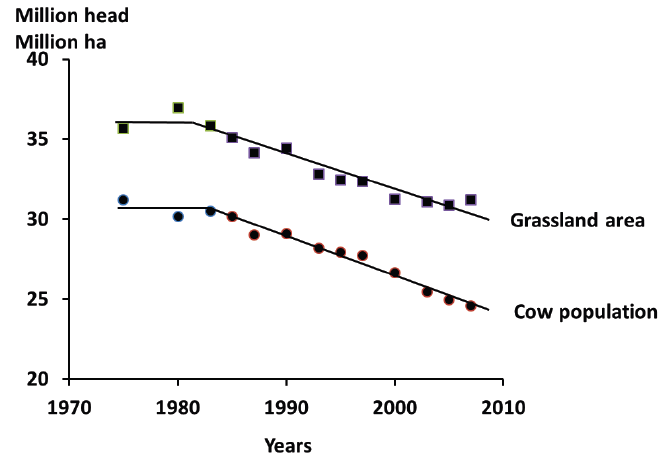 Million head
Million ha
40
35
30
25
20
Grassland area
Cow population
1970 1980 1990 2000 2010
Years